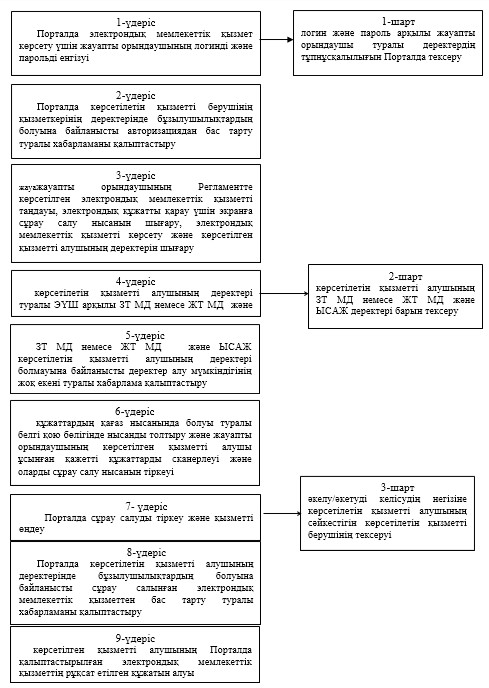 1-үдеріс
Порталда электрондық мемлекеттік қызмет
көрсету үшін жауапты орындаушының логинді және
парольді енгізуі
1-шарт
логин және пароль арқылы жауапты
орындаушы туралы деректердің
түпнұсқалылығын Порталда тексеру
2-үдеріс
Порталда көрсетілетін қызметті берушінің
қызметкерінің деректерінде бұзылушылықтардың
болуына байланысты авторизациядан бас тарту
туралы хабарламаны қалыптастыру
3-үдеріс
жауажауапты орындаушының Регламентте
көрсетілген электрондық мемлекеттік қызметті
таңдауы, электрондық құжатты қарау үшін экранға
сұрау салу нысанын шығару, электрондық
мемлекеттік қызметті көрсету және көрсетілген
қызметті алушының деректерін шығару
4-үдеріс
көрсетілетін қызметті алушының деректері
туралы ЭҮШ арқылы ЗТ МД немесе ЖТ МД және
2-шарт
көрсетілетін қызметті алушының
ЗТ МД немесе ЖТ МД және
ЫСАЖ деректері барын тексеру
5-үдеріс
ЗТ МД немесе ЖТ МД және ЫСАЖ
көрсетілетін қызметті алушының деректері
болмауына байланысты деректер алу мүмкіндігінің
жоқ екені туралы хабарлама қалыптастыру
6-үдеріс
құжаттардың қағаз нысанында болуы туралы
белгі қою бөлігінде нысанды толтыру және жауапты
орындаушының көрсетілген қызметті алушы
ұсынған қажетті құжаттарды сканерлеуі және
оларды сұрау салу нысанын тіркеуі
7- үдеріс
Порталда сұрау салуды тіркеу және қызметті
өңдеу
3-шарт
әкелу/әкетуді келісудің негізіне
көрсетілетін қызметті алушының
сәйкестігін көрсетілетін қызметті
берушінің тексеруі
8-үдеріс
Порталда көрсетілетін қызметті алушының
деректерінде бұзылушылықтардың болуына
байланысты сұрау салынған электрондық
мемлекеттік қызметтен бас тарту туралы
хабарламаны қалыптастыру
9-үдеріс
көрсетілген қызметті алушының Порталда
қалыптастырылған электрондық мемлекеттік
қызметтің рұқсат етілген құжатын алуы